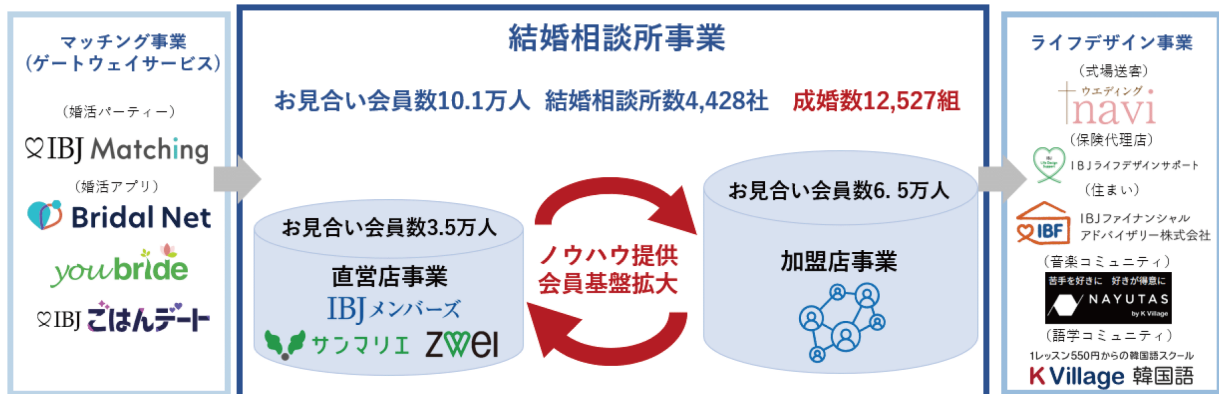 マッチング事業
(ゲートウェイサービス)
(婚活パーティー)
IBJ Matching
(婚活アプリ)
Bridal Net
youbride
IBJ ごはんデート
結婚相談所事業
お見合い会員数10.1万人 結婚相談所数4,428社 成婚数12,527組
お見合い会員数3.5万人
直営店事業
IBJメンバーズ
サンマリエ ZWEI
ノウハウ提供
会員基盤拡大
お見合い会員数6.5万人
加盟店事業
ライフデザイン事業
(式場送客)
ウエディング
navi
(保険代理店)
IBJライフデザインサポート
(住まい)
IBF
IBJファイナンシャル
アドバイザリー株式会社
(音楽コミュニティ)
苦手を好きに 好きが得意に
NAYUTAS
by K Village
(語学コミュニティ)
1レッスン550円からの韓国語スクール
K Village 韓国語